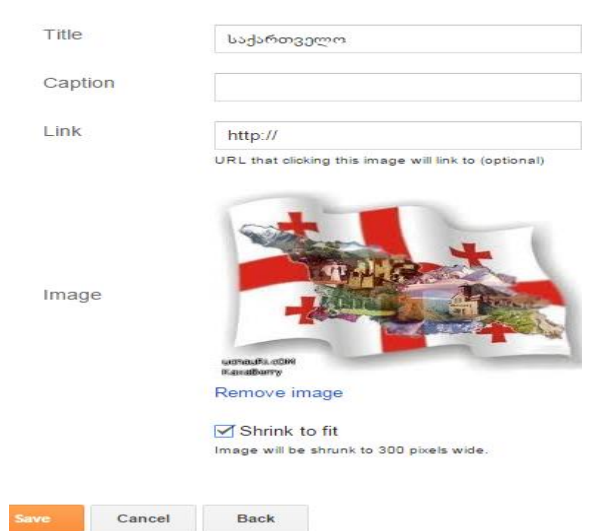 Title
საქართველო
Caption
Link
http://
URL that clicking this image will link to (optional)
Image
Remove image
Shrink to fit
Image will be shrunk to 300 pixels wide.
Save
Cancel
Back